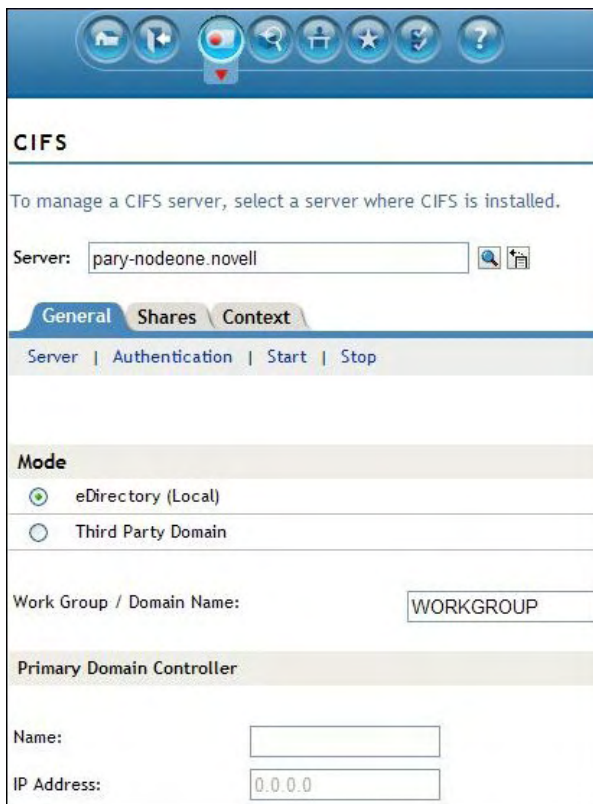 ?
CIFS
To manage a CIFS server, select a server where CIFS is installed.
Server: pary-nodeone.novell
General Shares Context
Server | Authentication | Start | Stop
Mode
eDirectory (Local)
Third Party Domain
Work Group / Domain Name: WORKGROUP
Primary Domain Controller
Name:
IP Address: 0.0.0.0